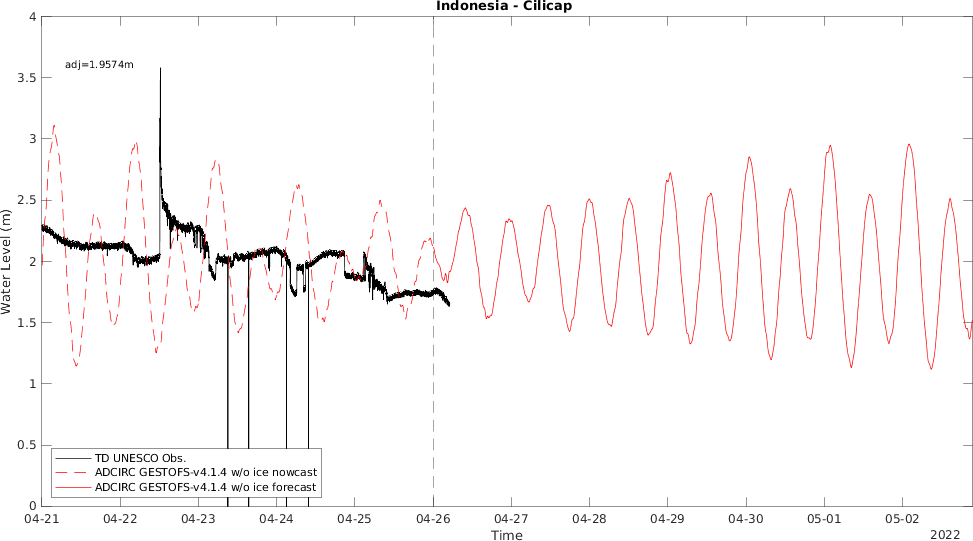 Indonesia - Cilicap
4
adj=1.9574m
3.5
3
2.5
2
1.5
1
0.5
0
Water Level (m)
TD UNESCO Obs.
ADCIRC GESTOFS-v4.1.4 w/o ice nowcast
ADCIRC GESTOFS-v4.1.4 w/o ice forecast
04-21 04-22 04-23 04-24 04-25 04-26 04-27 04-28 04-29 04-30 05-01 05-02
Time
2022